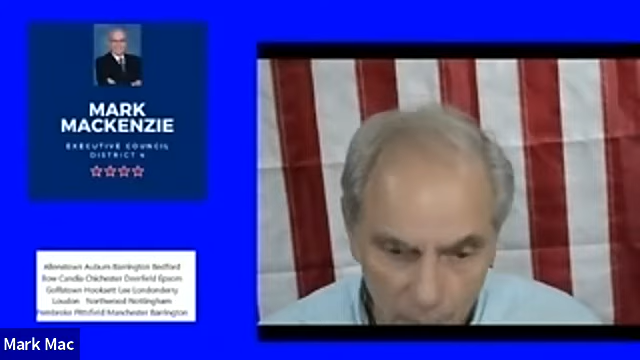 MARK
MACKENZIE
EXECUTIVE COUNCIL
DISTRICT 4
Allenstown Auburn Barrington Bedford
Bow Candia Chichester Deerfield Epsom
Goffstown Hooksett Lee Londonderry
Loudon Northwood Nottingham
Pembroke Pittsfield Manchester Barrington
Mark Mac